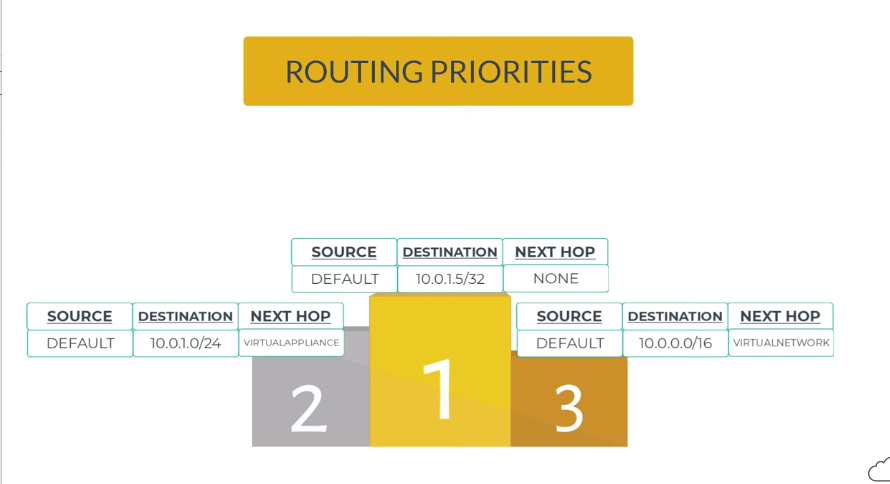 ROUTING PRIORITIES
SOURCE DESTINATION NEXT HOP
DEFAULT 10.0.1.5/32 NONE
SOURCE DESTINATION NEXT HOP
DEFAULT 10.0.1.0/24 VIRTUALAPPLIANCE
SOURCE DESTINATION NEXT HOP
DEFAULT 10.0.0.0/16 VIRTUALNETWORK
2 1 3